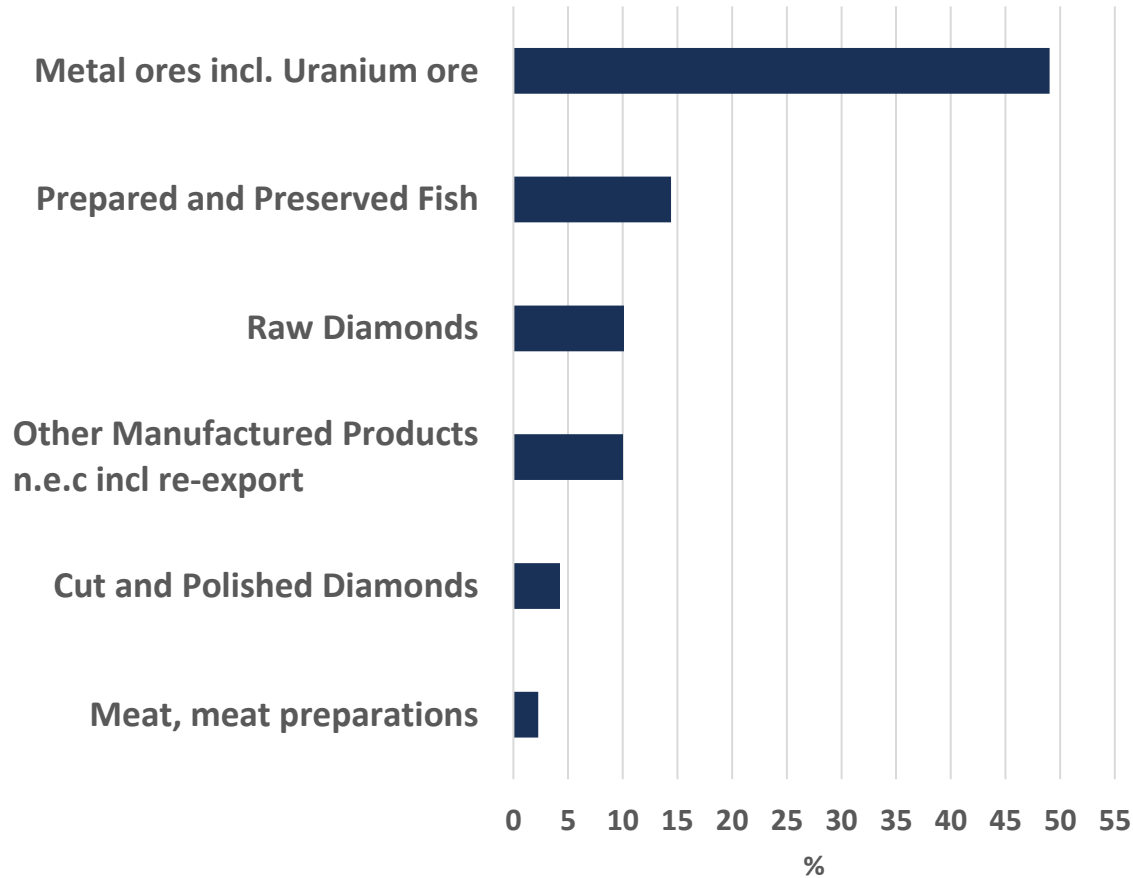 Metal ores incl. Uranium ore
Prepared and Preserved Fish
Raw Diamonds
Other Manufactured Products
n.e.c incl re-export
Cut and Polished Diamonds
Meat, meat preparations
0 5 10 15 20 25 30 35 40 45 50 55
%